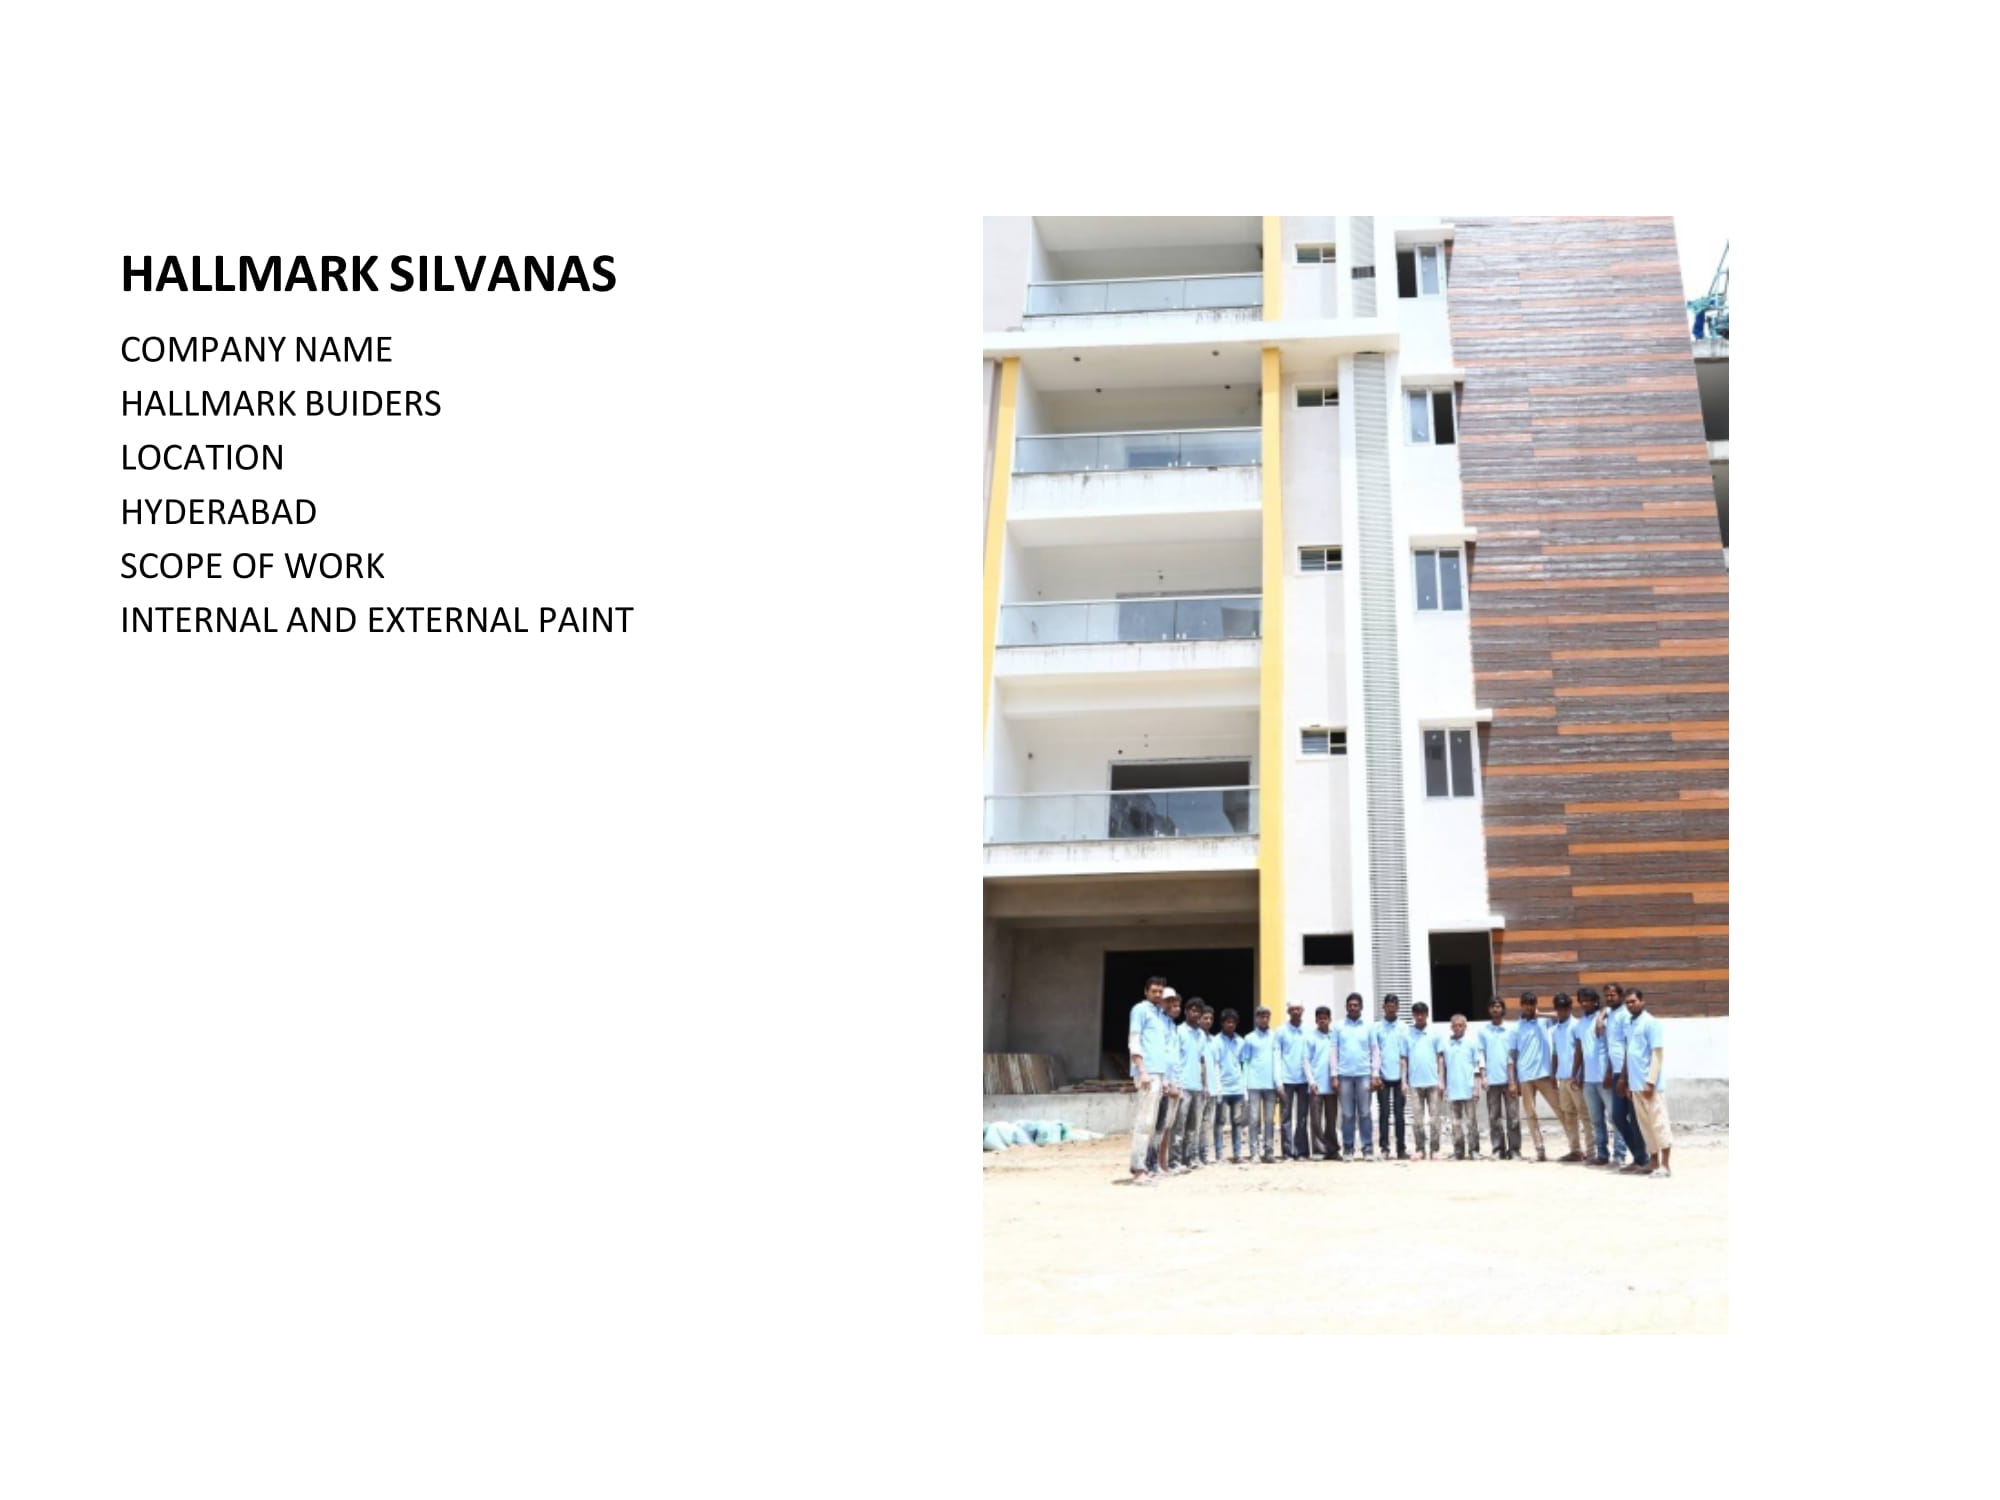 HALLMARK SILVANAS
COMPANY NAME
HALLMARK BUIDERS
LOCATION
HYDERABAD
SCOPE OF WORK
INTERNAL AND EXTERNAL PAINT